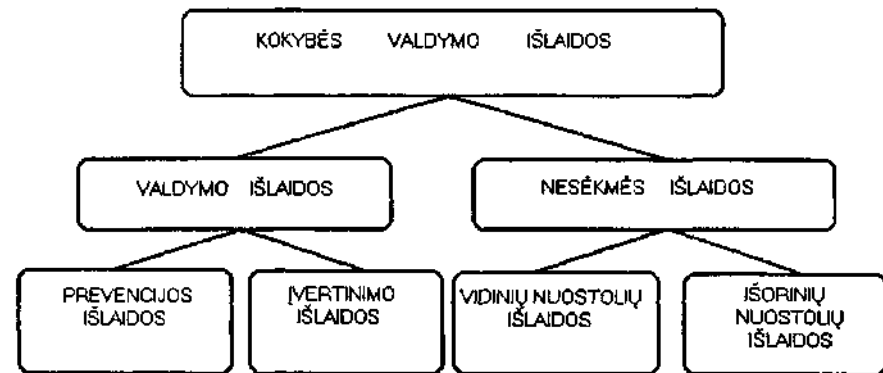 KOKYBĖS VALDYMO IŠLAIDOS
VALDYMO IŠLAIDOS
NESĖKMĖS IŠLAIDOS
PREVENCIJOS
IŠLAIDOS
ĮVERTINIMO
IŠLAIDOS
VIDINIŲ NUOSTOLIŲ
IŠLAIDOS
IŠORINIŲ
NUOSTOLIŲ
IŠLAIDOS